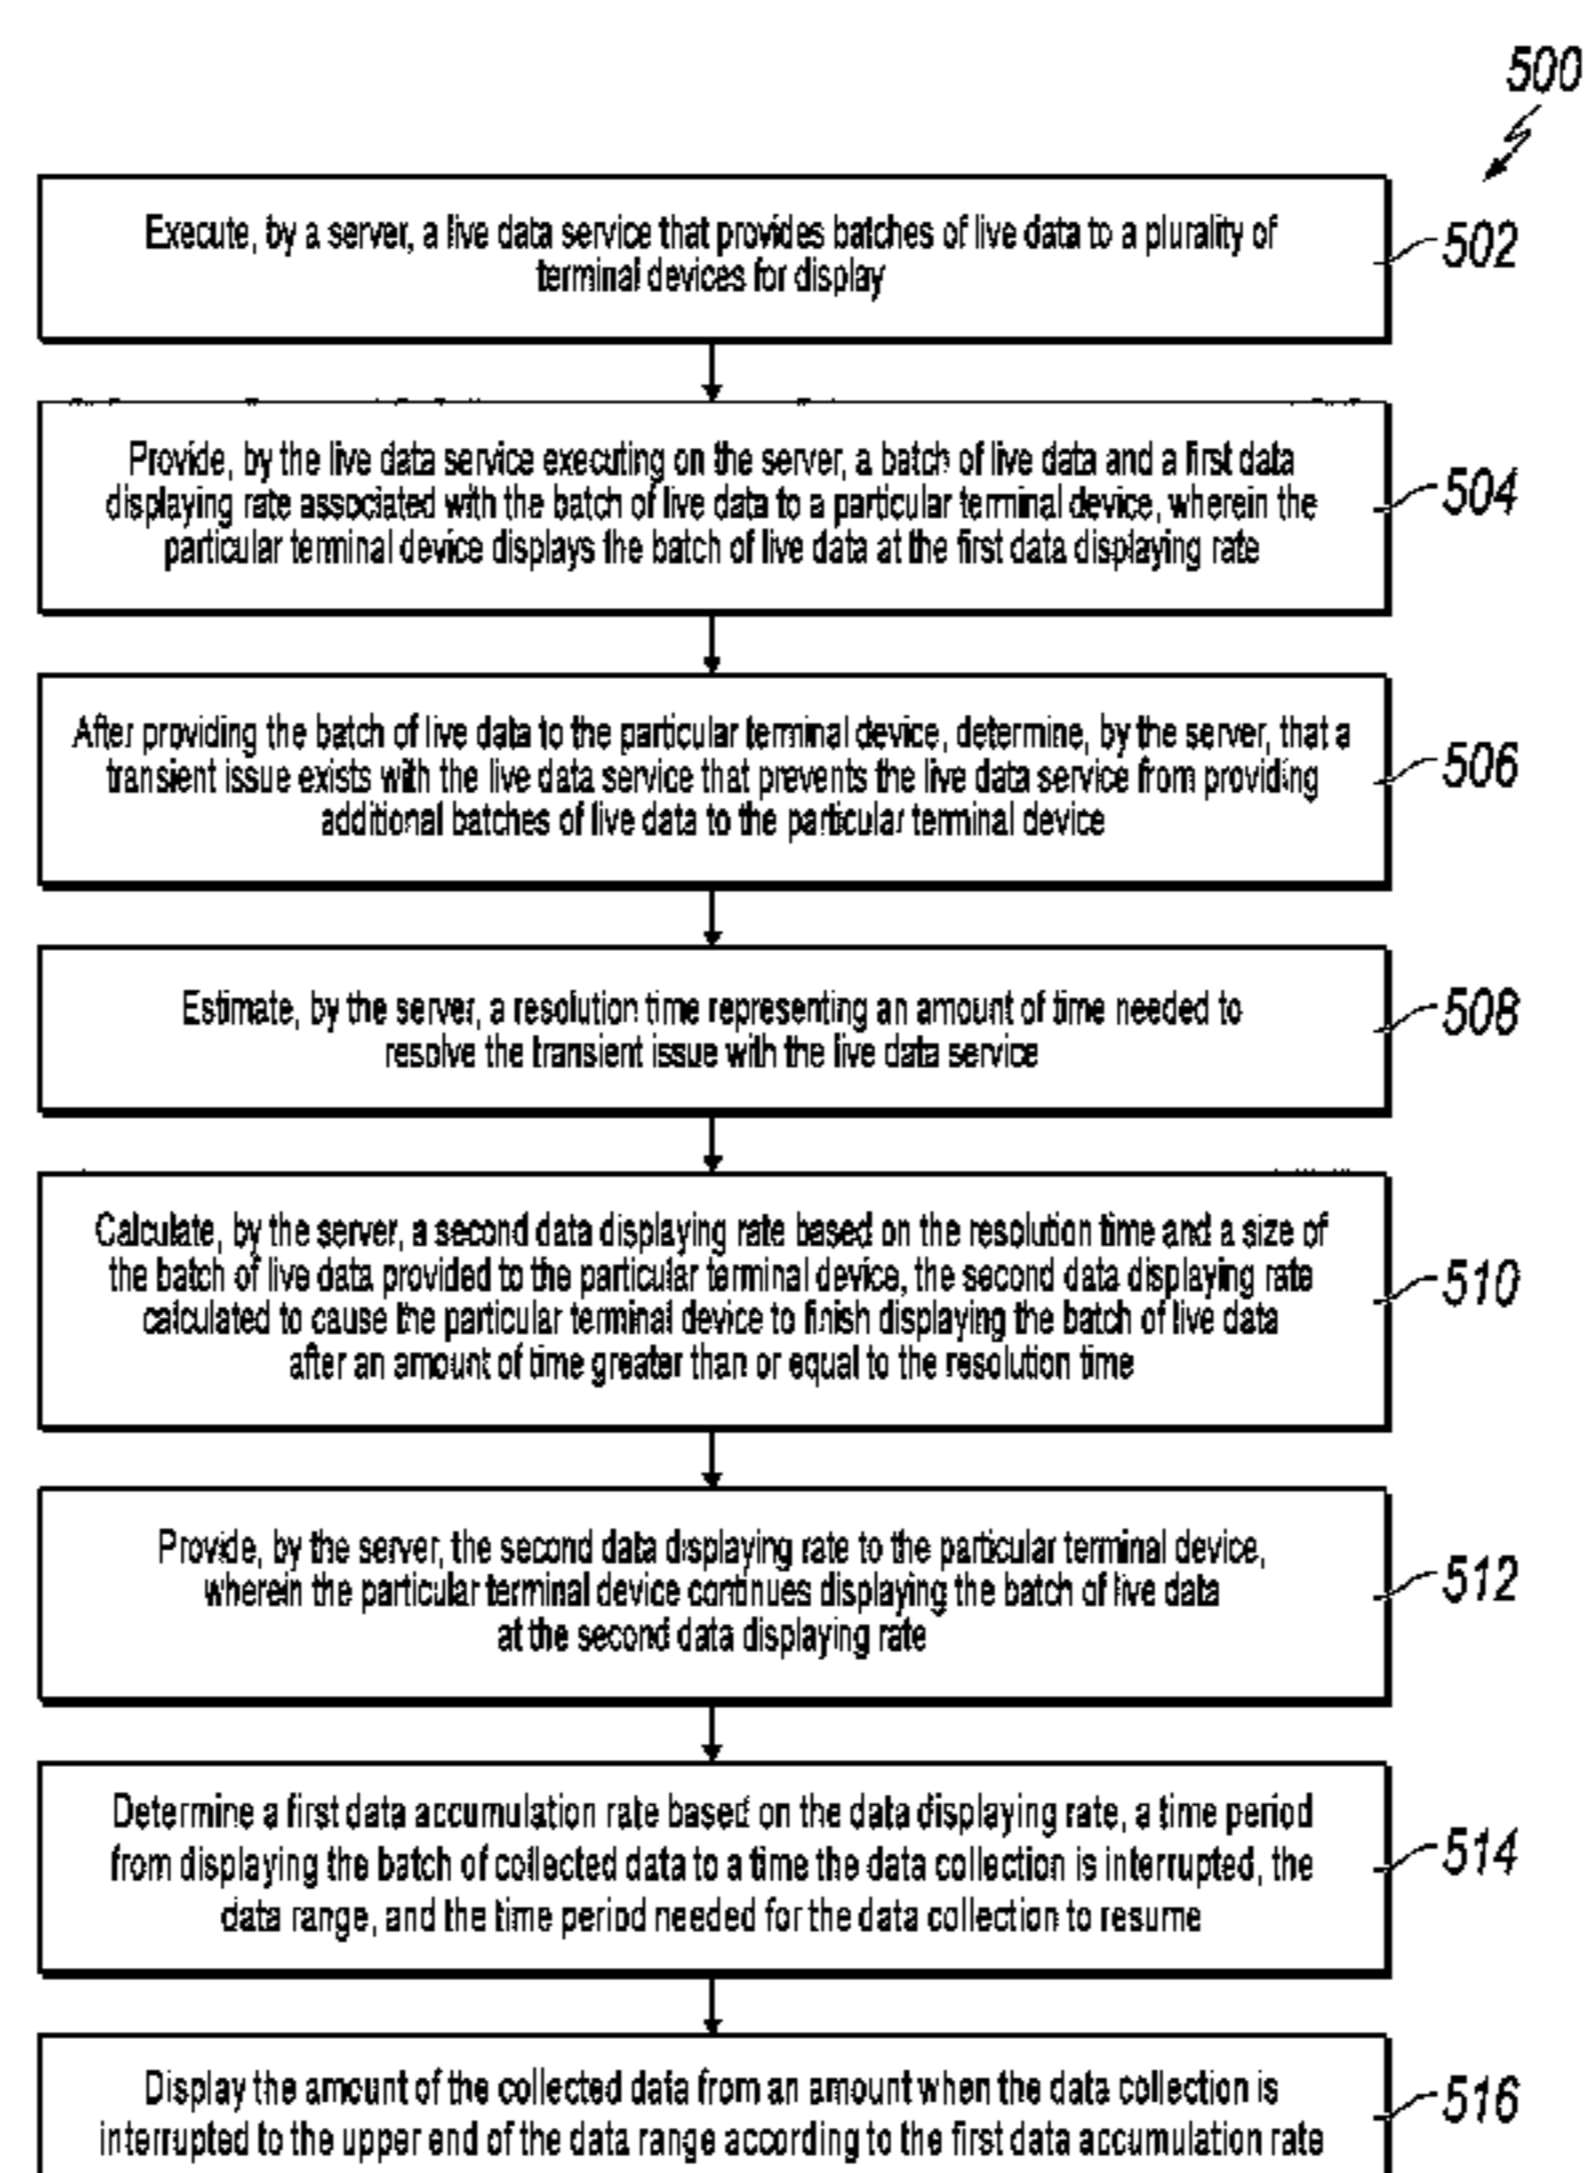 500
Execute, by a server, a live data service that provides batches of live data to a plurality of
terminal devices for display
502
Provide, by the live data service executing on the server, a batch of live data and a first data
displaying rate associated with the batch of live data to a particular terminal device, wherein the
particular terminal device displays the batch of live data at the first data displaying rate
504
After providing the batch of live data to the particular terminal device, determine, by the server, that a
transient issue exists with the live data service that prevents the live data service from providing
additional batches of live data to the particular terminal device
506
Estimate, by the server, a resolution time representing an amount of time needed to
resolve the transient issue with the live data service
508
Calculate, by the server, a second data displaying rate based on the resolution time and a size of
the batch of live data provided to the particular terminal device, the second data displaying rate
calculated to cause the particular terminal device to finish displaying the batch of live data
after an amount of time greater than or equal to the resolution time
510
Provide, by the server, the second data displaying rate to the particular terminal device,
wherein the particular terminal device continues displaying the batch of live data
at the second data displaying rate
512
Determine a first data accumulation rate based on the data displaying rate, a time period
from displaying the batch of collected data to a time the data collection is interrupted, the
data range, and the time period needed for the data collection to resume
514
Display the amount of the collected data from an amount when the data collection is
interrupted to the upper end of the data range according to the first data accumulation rate
516